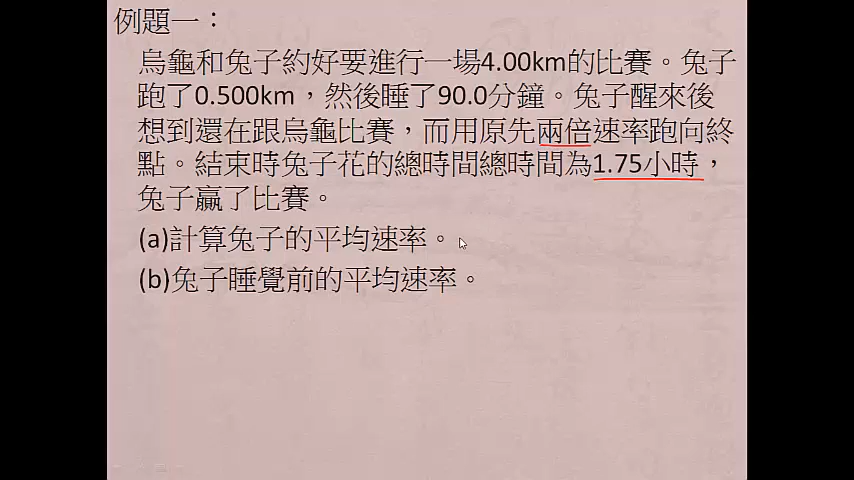 例題一：
烏龜和兔子約好要進行一場4.00km的比賽。兔子
跑了0.500km，然後睡了90.0分鐘。兔子醒來後
想到還在跟烏龜比賽，而用原先兩倍速率跑向終
點。結束時兔子花的總時間總時間為1.75小時，
兔子贏了比賽。
(a)計算兔子的平均速率。
(b)兔子睡覺前的平均速率。